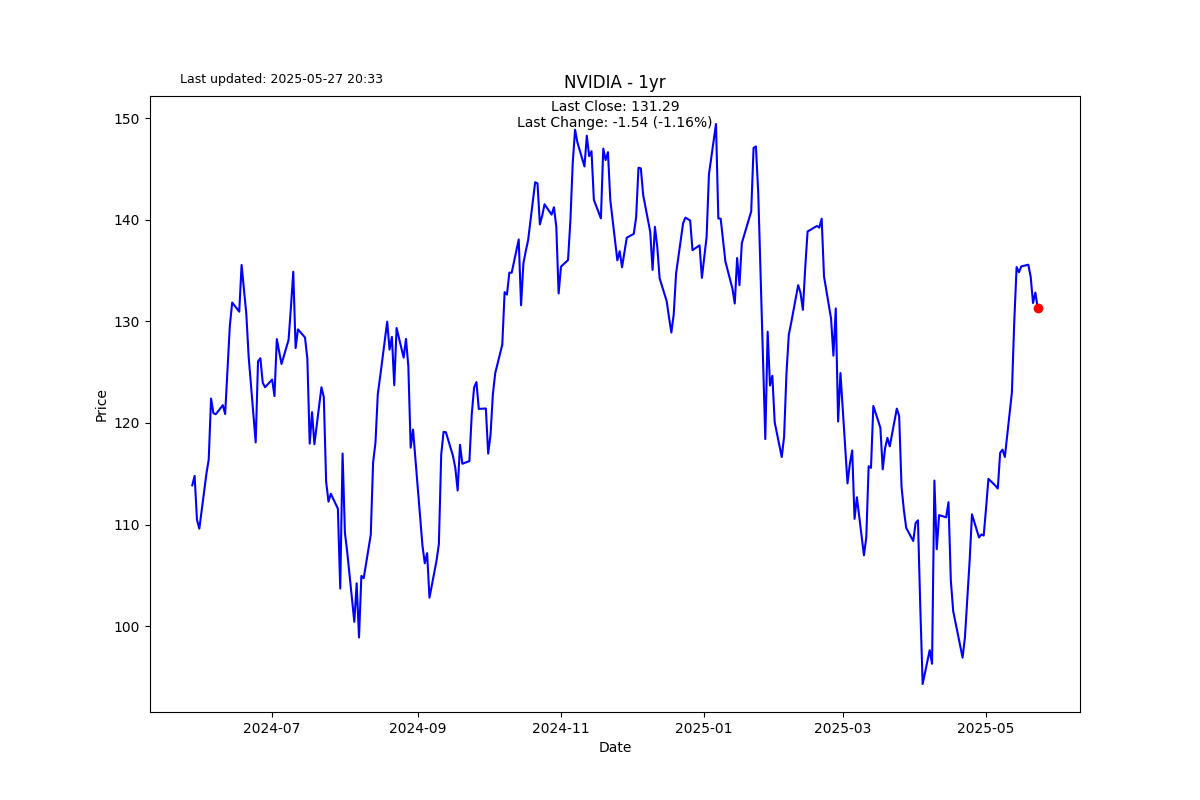 Last updated: 2025-05-27 20:33
NVIDIA - 1yr
Last Close: 131.29
Last Change: -1.54 (-1.16%)
150
140
130
120
110
100
Price
2024-07
2024-09
2024-11
2025-01
2025-03
2025-05
Date